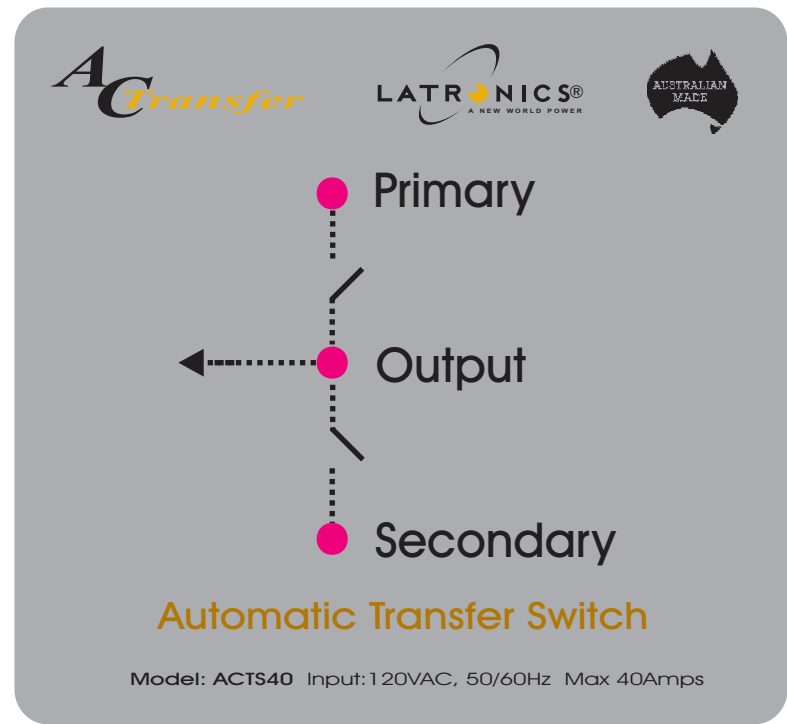 AC Transfer
LATRONICS®
A NEW WORLD POWER
AUSTRALIAN
MADE
Primary
Output
Secondary
Automatic Transfer Switch
Model: ACTS40 Input:120VAC, 50/60Hz Max 40Amps